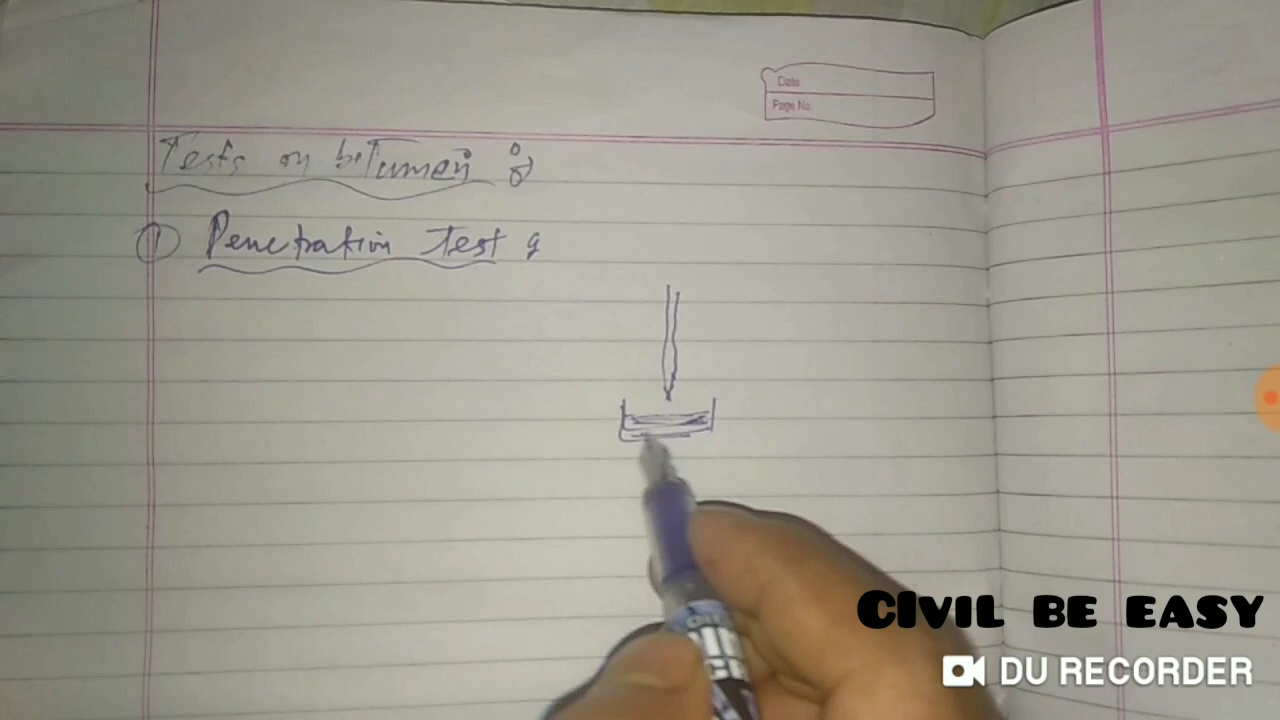 Date
Page No.
Tests on bitumen :
① Penetration Test :
CIVIL BE EASY
DU RECORDER